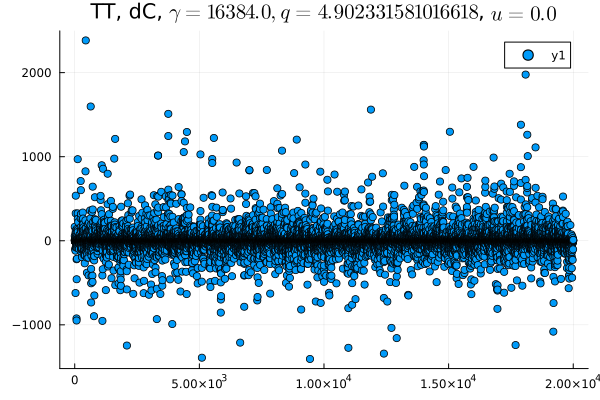 TT, dC, γ = 16384.0, q = 4.902331581016618, u = 0.0
y1
2000
1000
0
−1000
0 5.00×10³ 1.00×10⁴ 1.50×10⁴ 2.00×10⁴